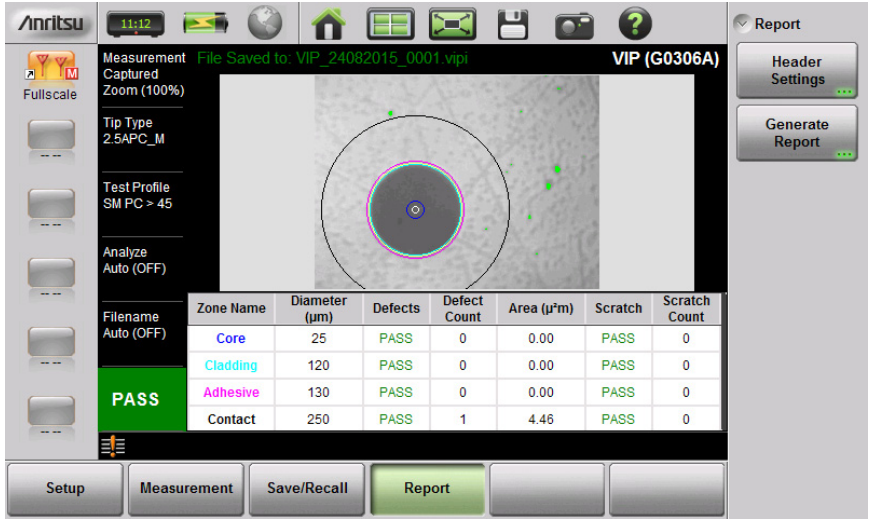 Anritsu
11:12
?
Report
Fullscale
Measurement
Captured
Zoom (100%)
File Saved to: VIP_24082015_0001.vipi
VIP (G0306A)
Header
Settings
Tip Type
2.5APC_M
Generate
Report
Test Profile
SM PC > 45
Analyze
Auto (OFF)
Filename
Auto (OFF)
-- --
-- --
-- --
-- --
-- --
Zone Name Diameter (µm) Defects Defect Count Area (µ²m) Scratch Scratch Count
Core 25 PASS 0 0.00 PASS 0
Cladding 120 PASS 0 0.00 PASS 0
Adhesive 130 PASS 0 0.00 PASS 0
Contact 250 PASS 1 4.46 PASS 0
PASS
Setup
Measurement
Save/Recall
Report